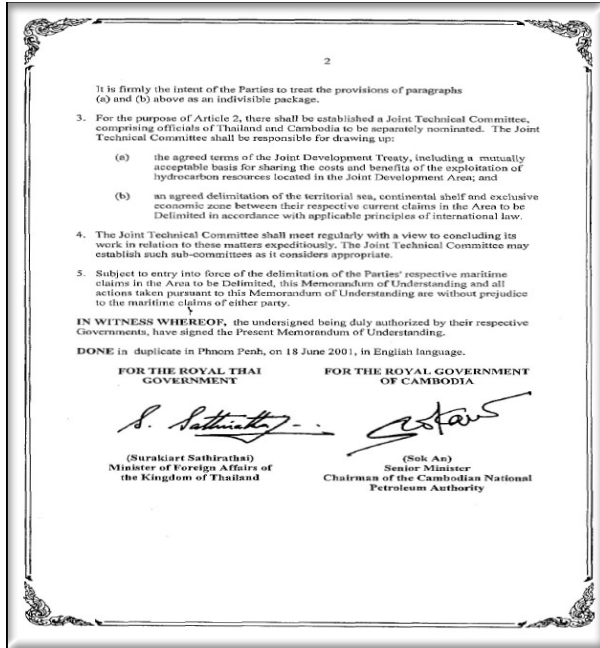 2
It is firmly the intent of the Parties to treat the provisions of paragraphs
(a) and (b) above as an indivisible package.
3. For the purpose of Article 2, there shall be established a Joint Technical Committee,
comprising officials of Thailand and Cambodia to be separately nominated. The Joint
Technical Committee shall be responsible for drawing up:
(a) the agreed terms of the Joint Development Treaty, including a mutually
acceptable basis for sharing the costs and benefits of the exploitation of
hydrocarbon resources located in the Joint Development Area; and
(b) an agreed delimitation of the territorial sea, continental shelf and exclusive
economic zone between their respective current claims in the Area to be
Delimited in accordance with applicable principles of international law.
4. The Joint Technical Committee shall meet regularly with a view to concluding its
work in relation to these matters expeditiously. The Joint Technical Committee may
establish such sub-committees as it considers appropriate.
5. Subject to entry into force of the delimitation of the Parties' respective maritime
claims in the Area to be Delimited, this Memorandum of Understanding and all
actions taken pursuant to this Memorandum of Understanding are without prejudice
to the maritime claims of either party.
IN WITNESS WHEREOF, the undersigned being duly authorized by their respective
Governments, have signed the Present Memorandum of Understanding.
DONE in duplicate in Phnom Penh, on 18 June 2001, in English language.
FOR THE ROYAL THAI
GOVERNMENT
FOR THE ROYAL GOVERNMENT
OF CAMBODIA
S. Sathirathai
(Surakiart Sathirathai)
Minister of Foreign Affairs of
the Kingdom of Thailand
(Sok An)
Senior Minister
Chairman of the Cambodian National
Petroleum Authority